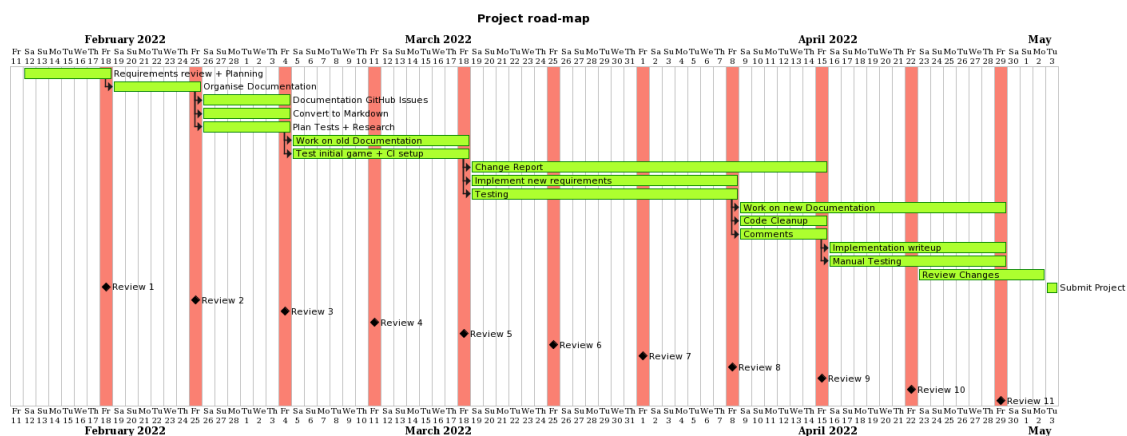 Project road-map
February 2022 March 2022 April 2022 May
Fr Sa Su Mo Tu We Th Fr Sa Su Mo Tu We Th Fr Sa Su Mo Tu We Th Fr Sa Su Mo Tu We Th Fr Sa Su Mo Tu We Th Fr Sa Su Mo Tu We Th Fr Sa Su Mo Tu We Th Fr Sa Su Mo Tu We Th Fr Sa Su Mo Tu We Th Fr Sa Su Mo Tu We Th Fr Sa Su Mo Tu We Th Fr Sa Su Mo Tu
11 12 13 14 15 16 17 18 19 20 21 22 23 24 25 26 27 28 1 2 3 4 5 6 7 8 9 10 11 12 13 14 15 16 17 18 19 20 21 22 23 24 25 26 27 28 29 30 31 1 2 3 4 5 6 7 8 9 10 11 12 13 14 15 16 17 18 19 20 21 22 23 24 25 26 27 28 29 30 1 2 3
Requirements review + Planning
Organise Documentation
Documentation GitHub Issues
Convert to Markdown
Plan Tests + Research
Work on old Documentation
Test initial game + CI setup
Change Report
Implement new requirements
Testing
Work on new Documentation
Code Cleanup
Comments
Implementation writeup
Manual Testing
Review Changes
Submit Project
Review 1
Review 2
Review 3
Review 4
Review 5
Review 6
Review 7
Review 8
Review 9
Review 10
Review 11
Fr Sa Su Mo Tu We Th Fr Sa Su Mo Tu We Th Fr Sa Su Mo Tu We Th Fr Sa Su Mo Tu We Th Fr Sa Su Mo Tu We Th Fr Sa Su Mo Tu We Th Fr Sa Su Mo Tu We Th Fr Sa Su Mo Tu We Th Fr Sa Su Mo Tu We Th Fr Sa Su Mo Tu We Th Fr Sa Su Mo Tu We Th Fr Sa Su Mo Tu
11 12 13 14 15 16 17 18 19 20 21 22 23 24 25 26 27 28 1 2 3 4 5 6 7 8 9 10 11 12 13 14 15 16 17 18 19 20 21 22 23 24 25 26 27 28 29 30 31 1 2 3 4 5 6 7 8 9 10 11 12 13 14 15 16 17 18 19 20 21 22 23 24 25 26 27 28 29 30 1 2 3
February 2022 March 2022 April 2022 May